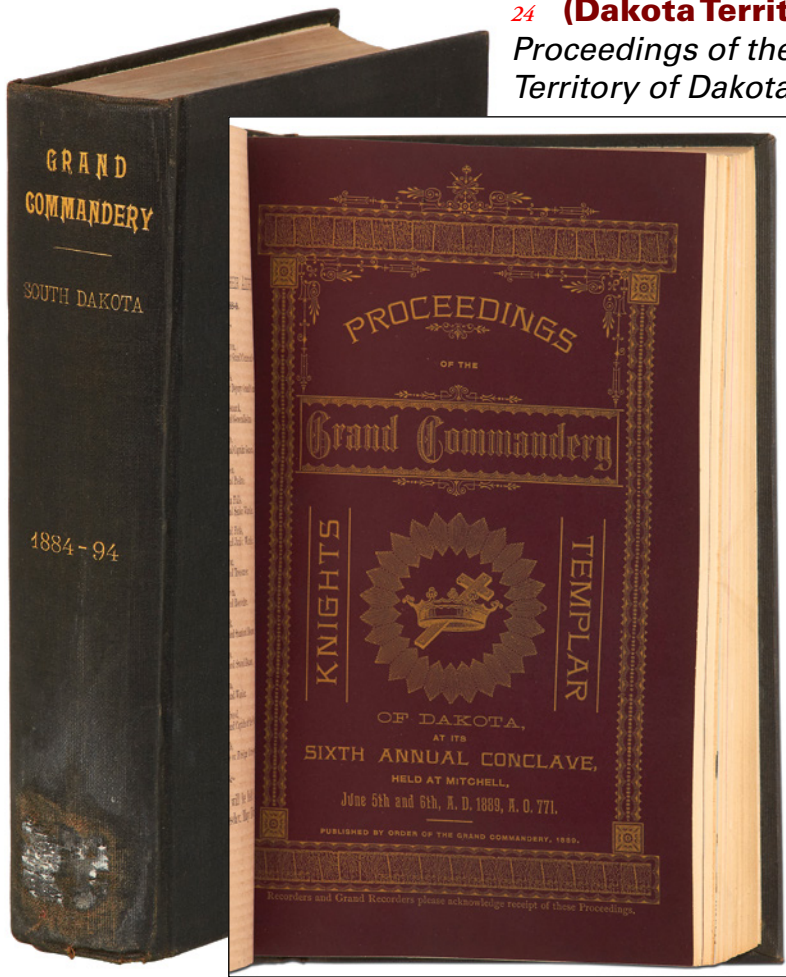 24 (Dakota Territ
Proceedings of the
Territory of Dakota
GRAND
COMMANDERY
SOUTH DAKOTA
1884-94
PROCEEDINGS
OF THE
Grand Commandery
KNIGHTS
TEMPLAR
OF DAKOTA,
AT ITS
SIXTH ANNUAL CONCLAVE,
HELD AT MITCHELL,
June 5th and 6th, A. D. 1889, A. O. 771.
PUBLISHED BY ORDER OF THE GRAND COMMANDERY, 1889.
Recorders and Grand Recorders please acknowledge receipt of these Proceedings.